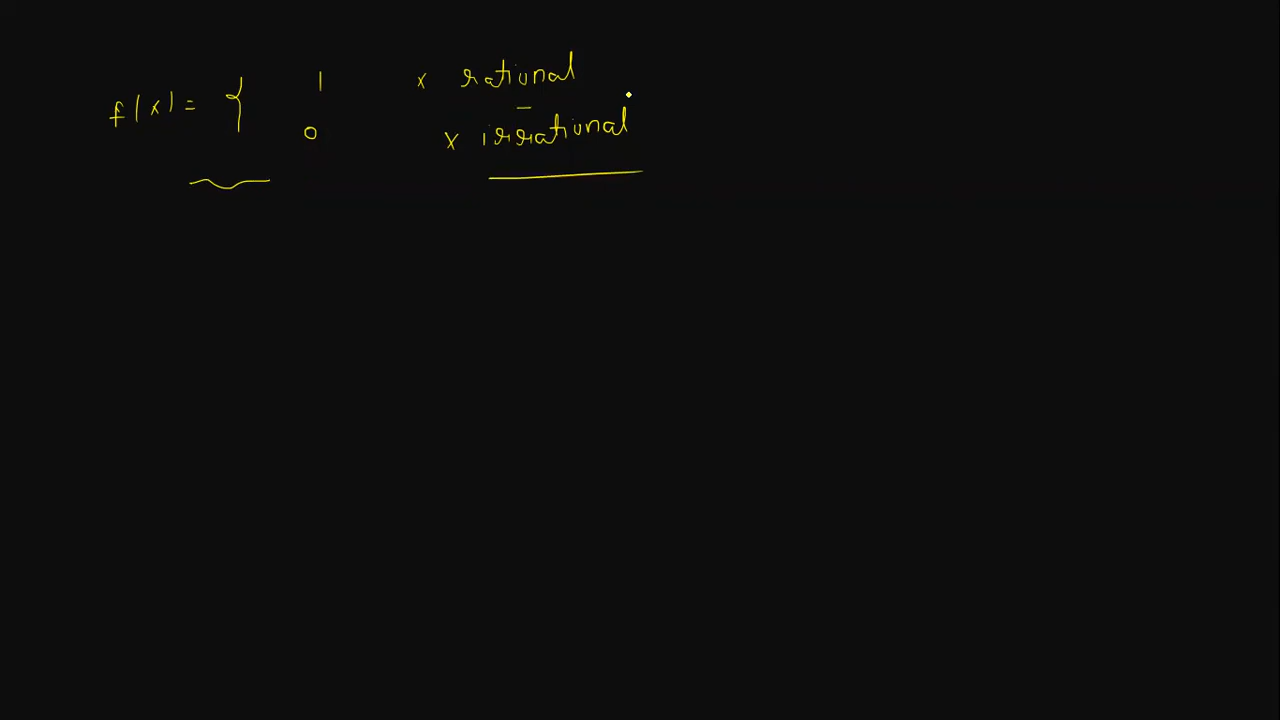 f(x) = { 1 x rational
0 x irrational